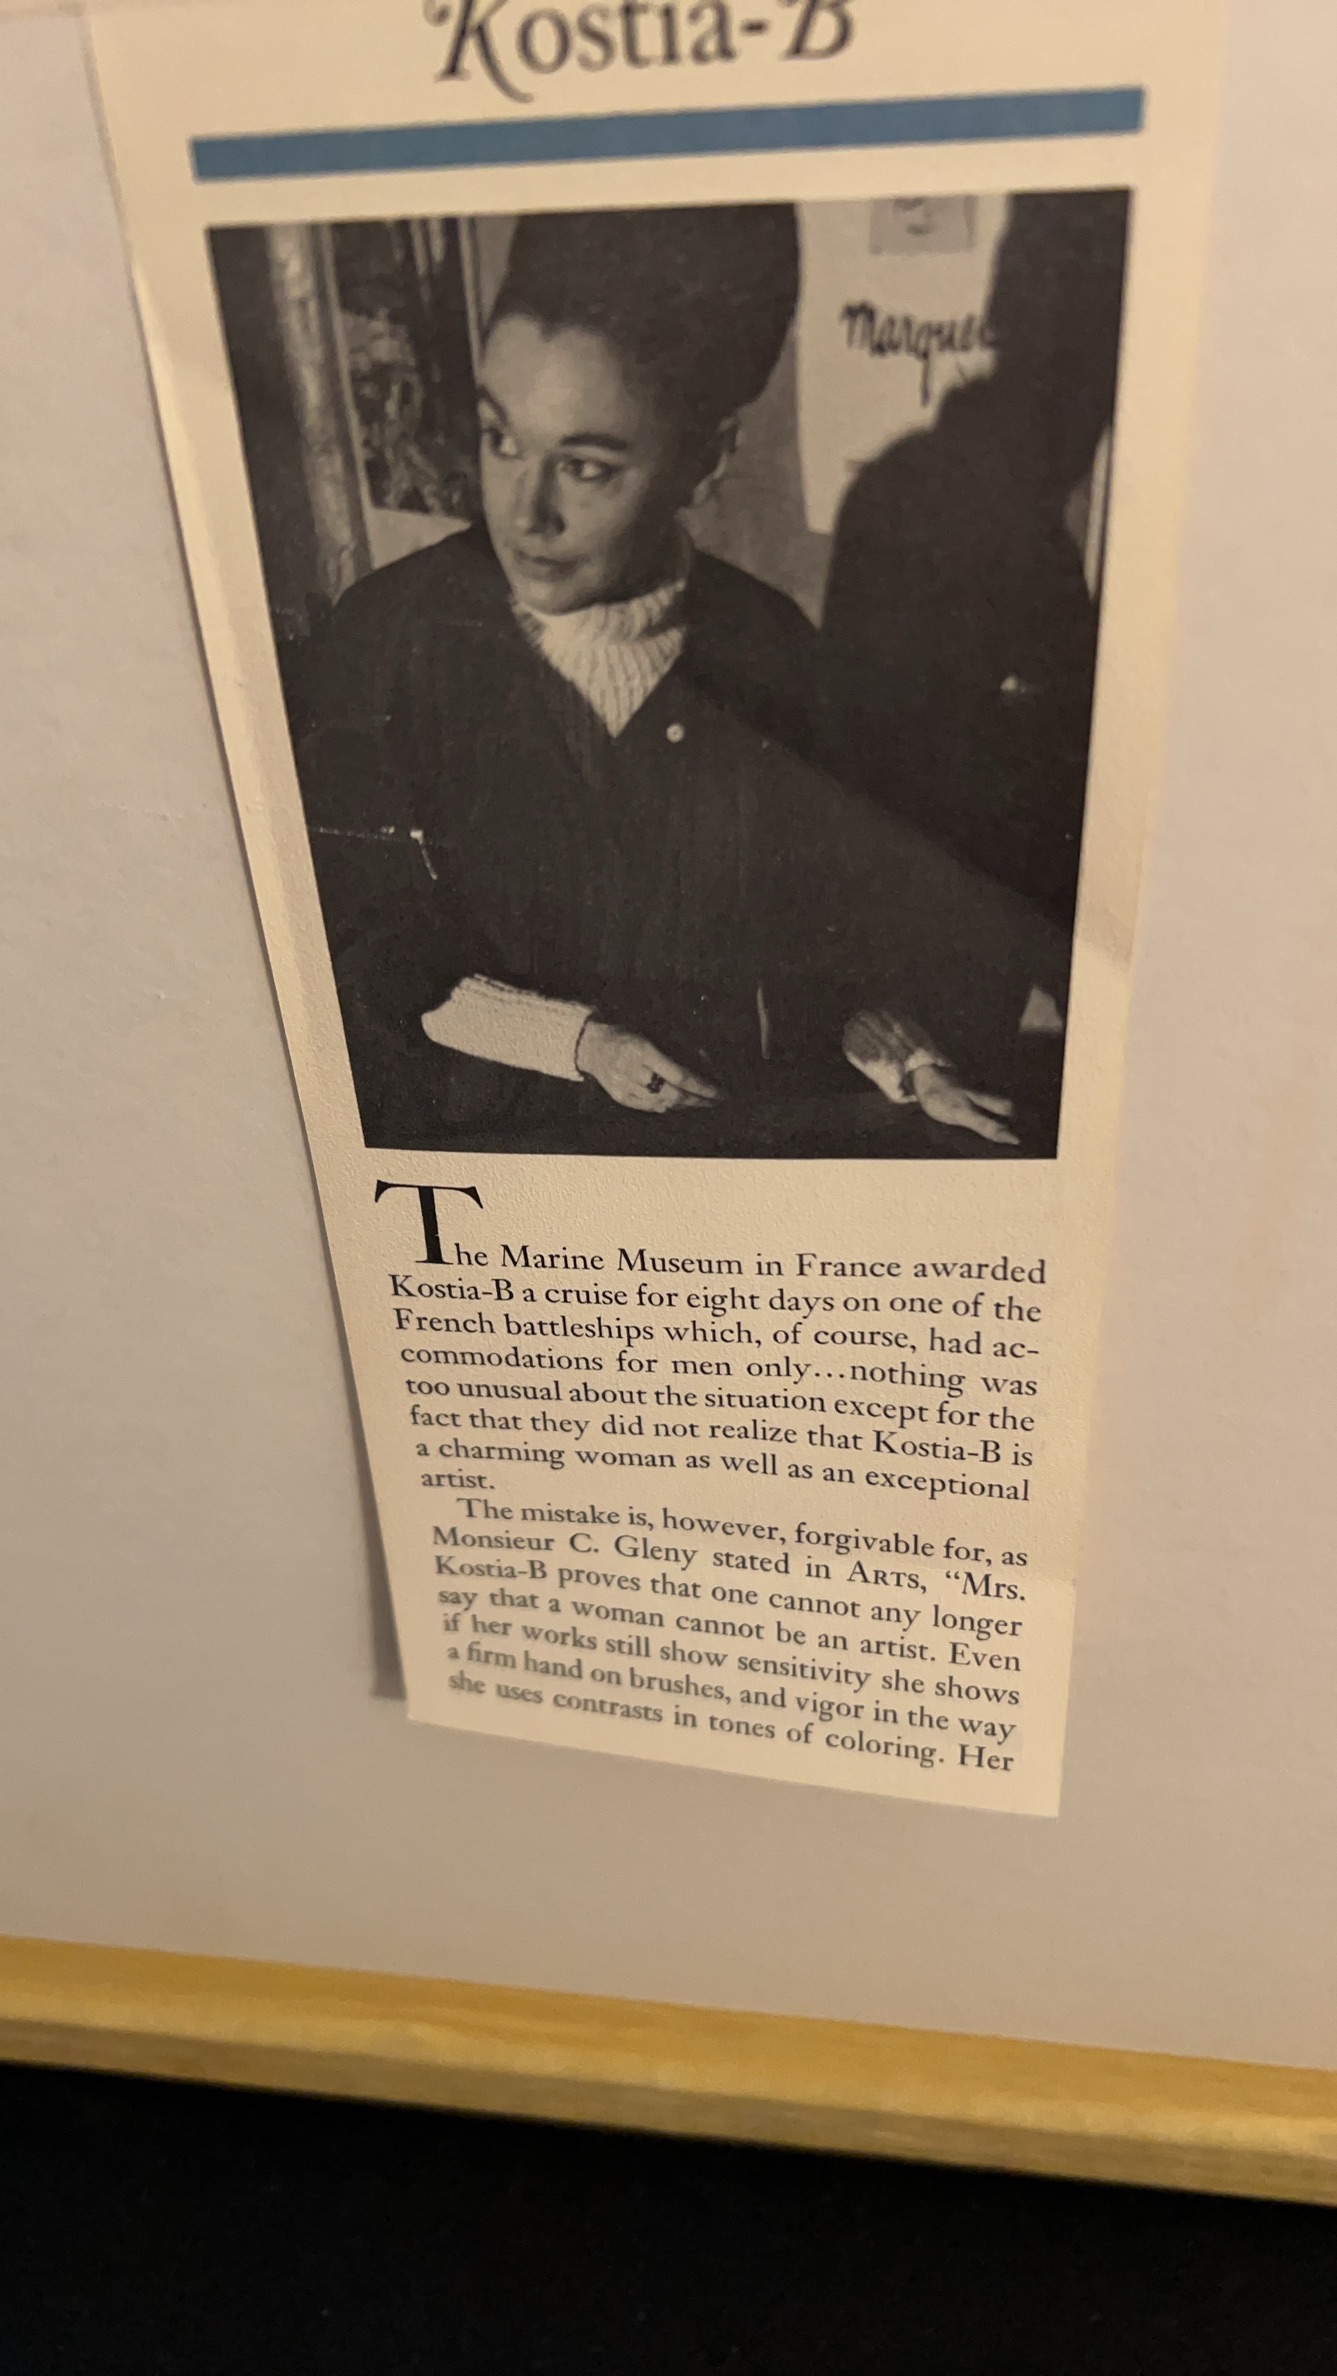 Kostia-B
The Marine Museum in France awarded
Kostia-B a cruise for eight days on one of the
French battleships which, of course, had ac-
commodations for men only...nothing was
too unusual about the situation except for the
fact that they did not realize that Kostia-B is
a charming woman as well as an exceptional
artist.
The mistake is, however, forgivable for, as
Monsieur C. Gleny stated in ARTS, “Mrs.
Kostia-B proves that one cannot any longer
say that a woman cannot be an artist. Even
if her works still show sensitivity she shows
a firm hand on brushes, and vigor in the way
she uses contrasts in tones of coloring. Her